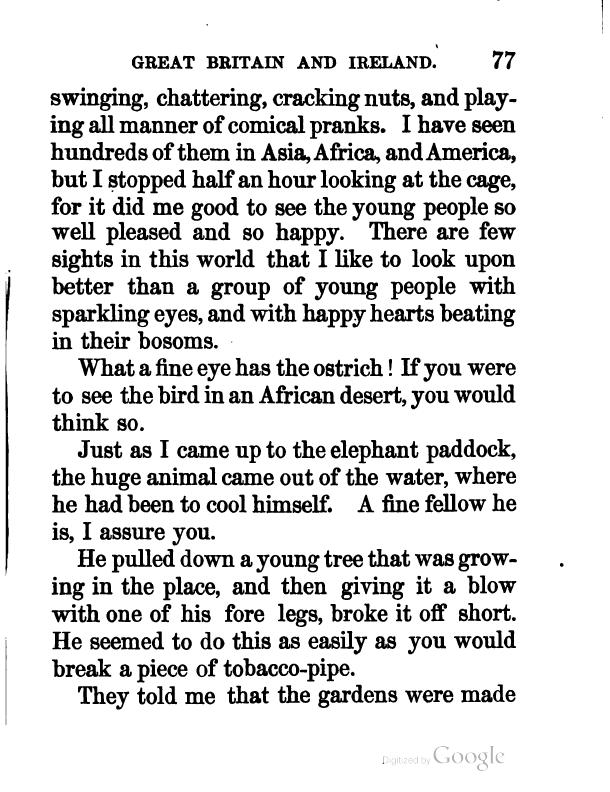 GREAT BRITAIN AND IRELAND. 77
swinging, chattering, cracking nuts, and play-
ing all manner of comical pranks. I have seen
hundreds of them in Asia, Africa, and America,
but I stopped half an hour looking at the cage,
for it did me good to see the young people so
well pleased and so happy. There are few
sights in this world that I like to look upon
better than a group of young people with
sparkling eyes, and with happy hearts beating
in their bosoms.
What a fine eye has the ostrich! If you were
to see the bird in an African desert, you would
think so.
Just as I came up to the elephant paddock,
the huge animal came out of the water, where
he had been to cool himself. A fine fellow he
is, I assure you.
He pulled down a young tree that was grow-
ing in the place, and then giving it a blow
with one of his fore legs, broke it off short.
He seemed to do this as easily as you would
break a piece of tobacco-pipe.
They told me that the gardens were made
Digitized by Google